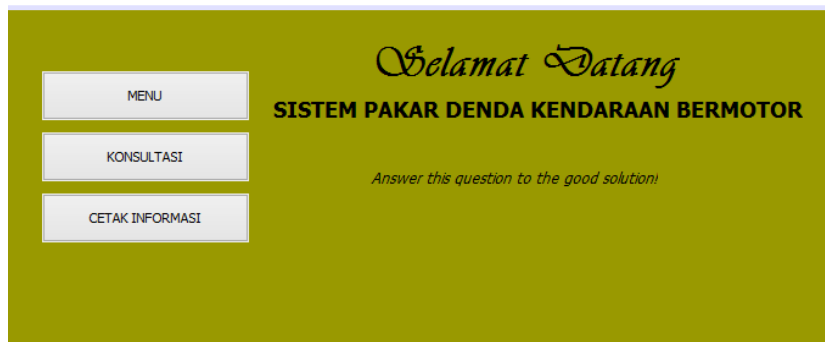 Selamat Datang
SISTEM PAKAR DENDA KENDARAAN BERMOTOR
MENU
KONSULTASI
CETAK INFORMASI
Answer this question to the good solution!